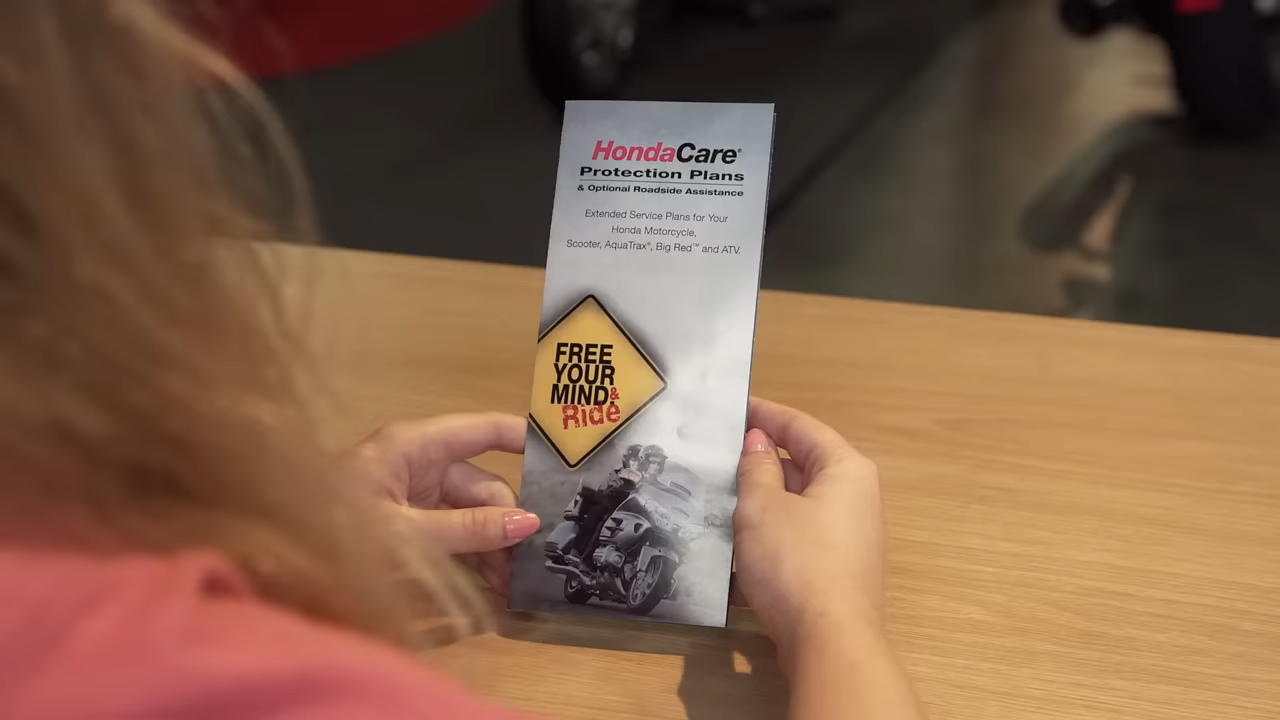 HondaCare®
Protection Plans
& Optional Roadside Assistance
Extended Service Plans for Your
Honda Motorcycle,
Scooter, AquaTrax®, Big Red™ and ATV.
FREE
YOUR
MIND&
Ride